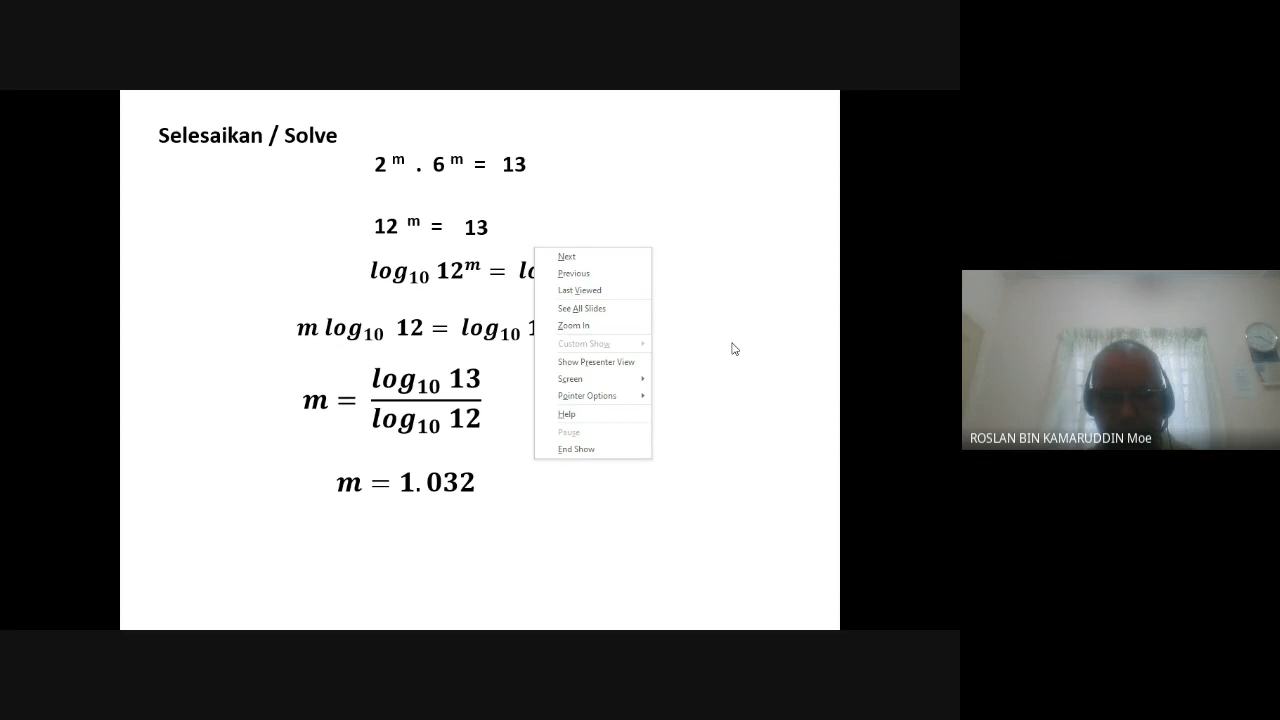 Selesaikan / Solve
2 ᵐ . 6 ᵐ = 13
12 ᵐ = 13
log₁₀ 12ᵐ =
m log₁₀ 12 = log₁₀
m = log₁₀ 13 / log₁₀ 12
m = 1.032
Next
Previous
Last Viewed
See All Slides
Zoom In
Custom Show
Show Presenter View
Screen
Pointer Options
Help
Pause
End Show
ROSLAN BIN KAMARUDDIN Moe